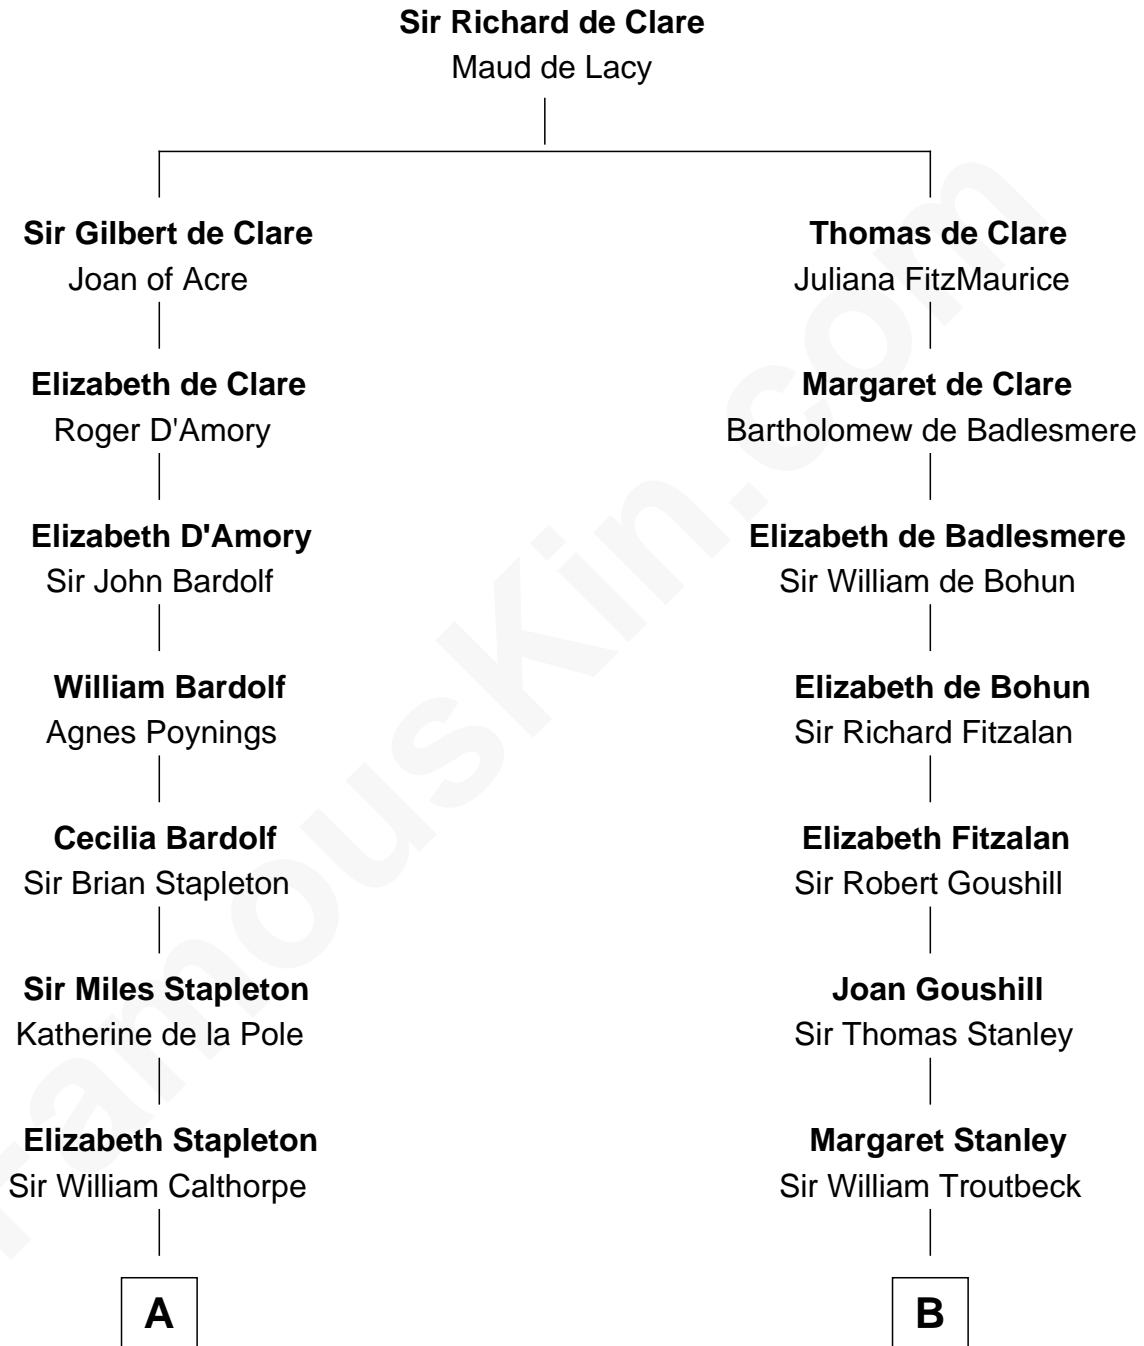 Sir Richard de Clare
Maud de Lacy
Sir Gilbert de Clare
Joan of Acre
Thomas de Clare
Juliana FitzMaurice
Elizabeth de Clare
Roger D'Amory
Margaret de Clare
Bartholomew de Badlesmere
Elizabeth D'Amory
Sir John Bardolf
Elizabeth de Badlesmere
Sir William de Bohun
William Bardolf
Agnes Poynings
Elizabeth de Bohun
Sir Richard Fitzalan
Cecilia Bardolf
Sir Brian Stapleton
Elizabeth Fitzalan
Sir Robert Goushill
Sir Miles Stapleton
Katherine de la Pole
Joan Goushill
Sir Thomas Stanley
Elizabeth Stapleton
Sir William Calthorpe
Margaret Stanley
Sir William Troutbeck
A
B
FamousKin.com